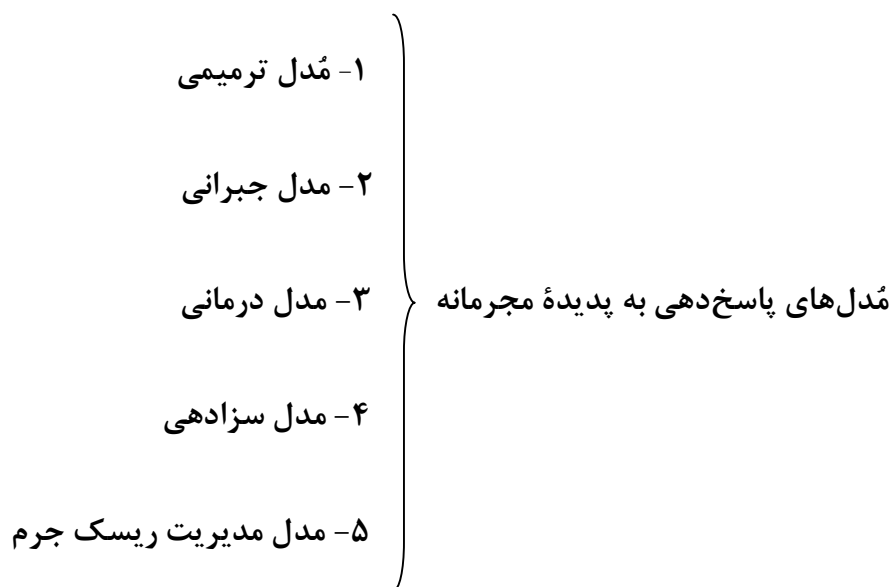 مُدل‌های پاسخ‌دهی به پدیدهٔ مجرمانه
۱- مُدل ترمیمی
۲- مدل جبرانی
۳- مدل درمانی
۴- مدل سزادهی
۵- مدل مدیریت ریسک جرم